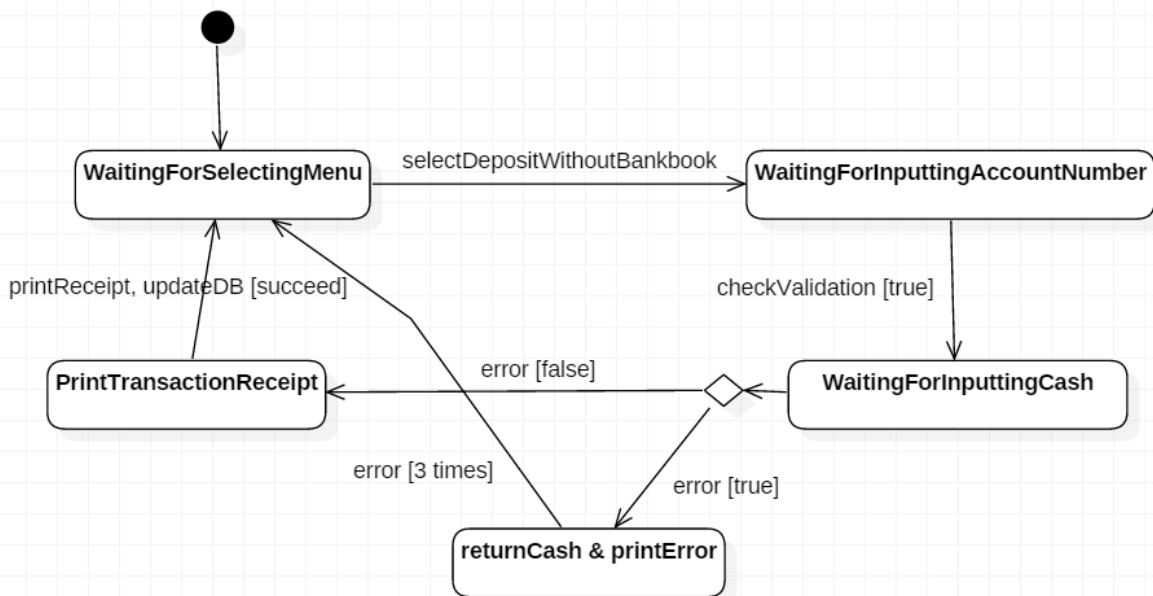 selectDepositWithoutBankbook
WaitingForSelectingMenu
WaitingForInputtingAccountNumber
printReceipt, updateDB [succeed]
checkValidation [true]
error [false]
PrintTransactionReceipt
WaitingForInputtingCash
error [3 times]
error [true]
returnCash & printError